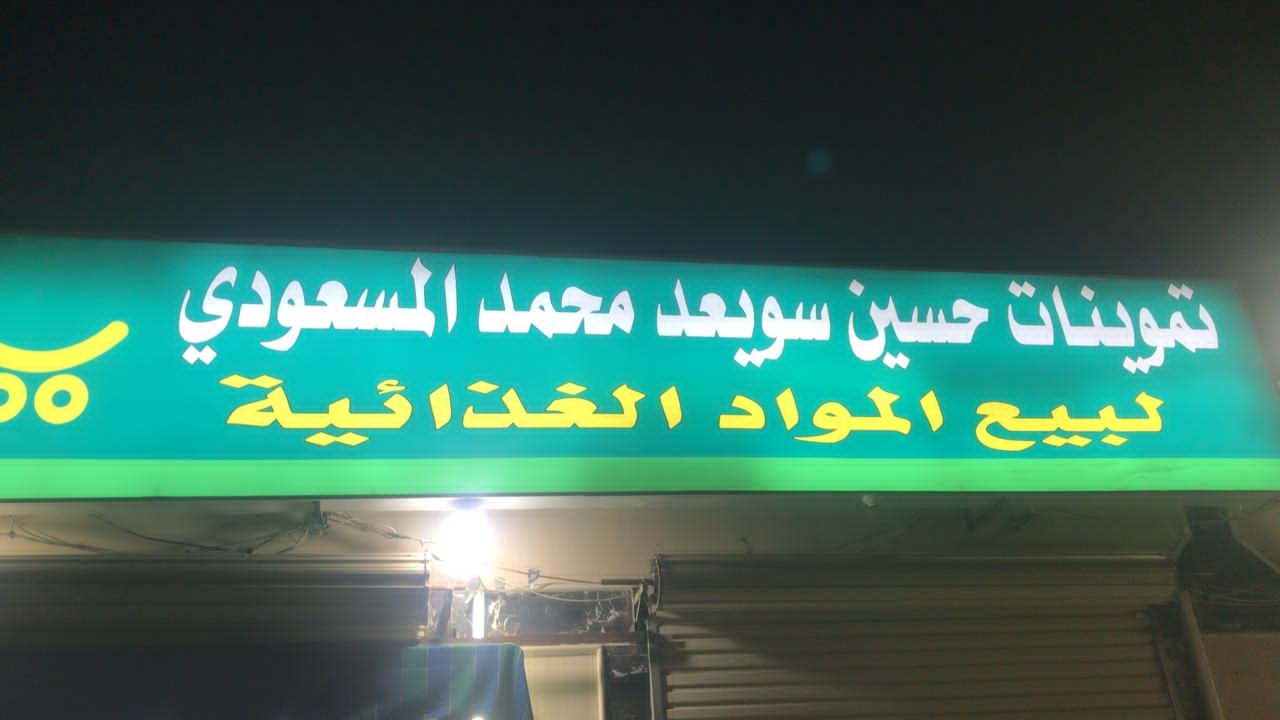 تموينات حسين سويعد محمد المسعودي
لبيع المواد الغذائية